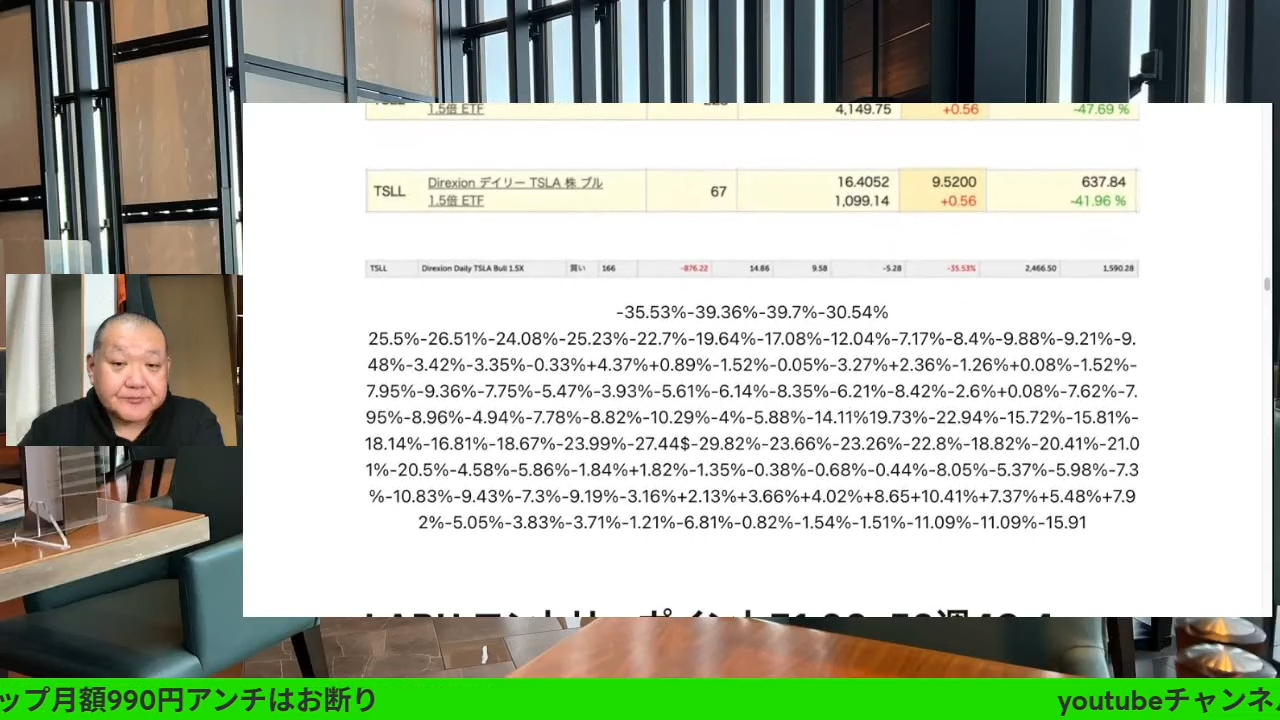 1.5倍 ETF 4,149.75 +0.56 -47.69 %
TSLL Direxion デイリー TSLA 株 ブル 67 16.4052 9.5200 637.84
1.5倍 ETF 1,099.14 +0.56 -41.96 %
TSLL Direxion Daily TSLA Bull 1.5X 買い 166 -876.22 14.86 9.58 -5.28 -35.53% 2,466.50 1,590.28
-35.53%-39.36%-39.7%-30.54%
25.5%-26.51%-24.08%-25.23%-22.7%-19.64%-17.08%-12.04%-7.17%-8.4%-9.88%-9.21%-9.
48%-3.42%-3.35%-0.33%+4.37%+0.89%-1.52%-0.05%-3.27%+2.36%-1.26%+0.08%-1.52%-
7.95%-9.36%-7.75%-5.47%-3.93%-5.61%-6.14%-8.35%-6.21%-8.42%-2.6%+0.08%-7.62%-7.
95%-8.96%-4.94%-7.78%-8.82%-10.29%-4%-5.88%-14.11%19.73%-22.94%-15.72%-15.81%-
18.14%-16.81%-18.67%-23.99%-27.44$-29.82%-23.66%-23.26%-22.8%-18.82%-20.41%-21.0
1%-20.5%-4.58%-5.86%-1.84%+1.82%-1.35%-0.38%-0.68%-0.44%-8.05%-5.37%-5.98%-7.3
%-10.83%-9.43%-7.3%-9.19%-3.16%+2.13%+3.66%+4.02%+8.65+10.41%+7.37%+5.48%+7.9
2%-5.05%-3.83%-3.71%-1.21%-6.81%-0.82%-1.54%-1.51%-11.09%-11.09%-15.91
ップ月額990円アンチはお断り youtubeチャンネ